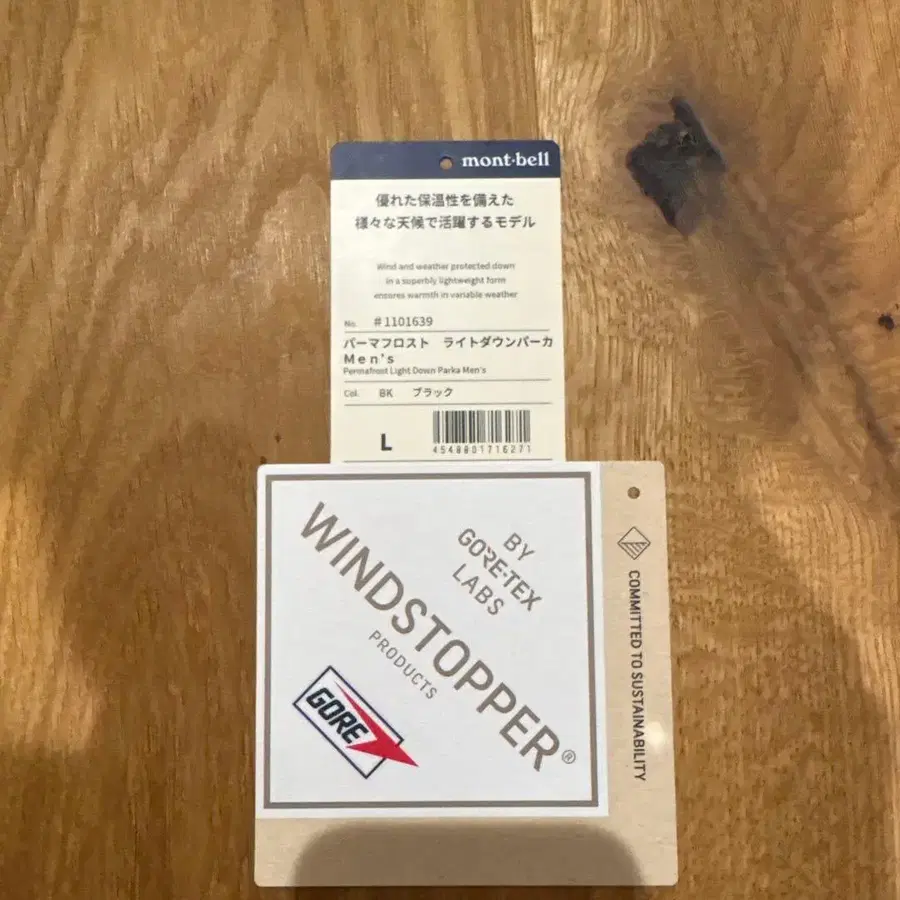 mont·bell
優れた保温性を備えた
様々な天候で活躍するモデル
Wind and weather protected down
in a superbly lightweight form
ensures warmth in variable weather
No. #1101639
パーマフロスト ライトダウンパーカ
Men's
Permafrost Light Down Parka Men's
Col. BK ブラック
L
4548801716271
BY
GORE-TEX
LABS
WINDSTOPPER®
PRODUCTS
GORE
COMMITTED TO SUSTAINABILITY